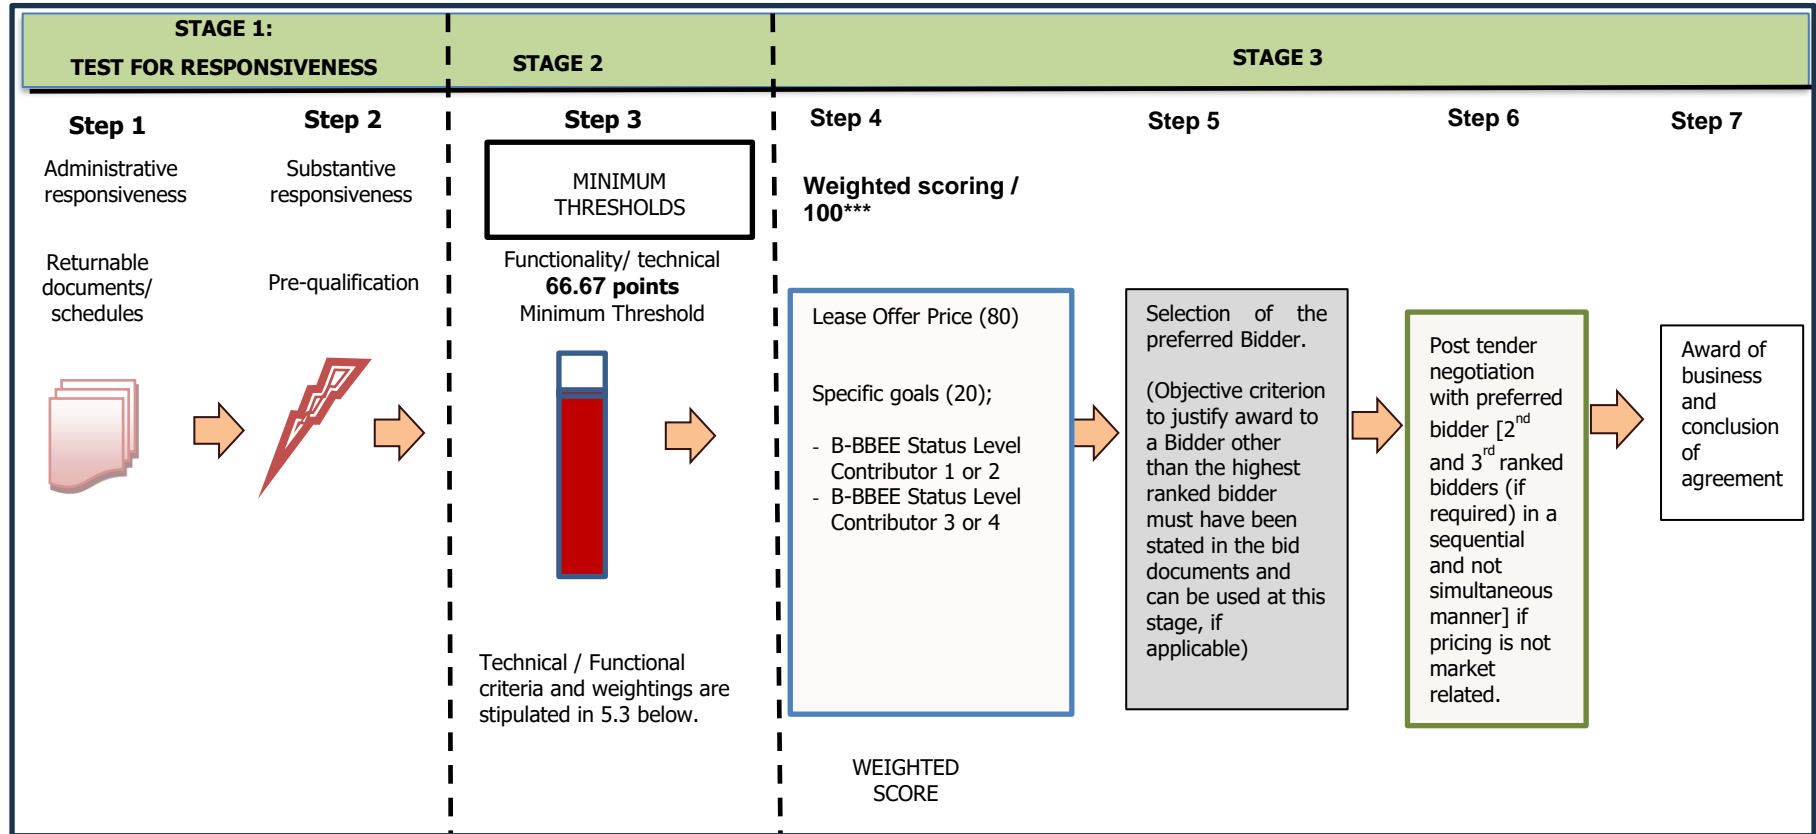 STAGE 1:
TEST FOR RESPONSIVENESS
STAGE 2
STAGE 3
Step 1
Administrative
responsiveness
Returnable
documents/
schedules
Step 2
Substantive
responsiveness
Pre-qualification
Step 3
MINIMUM
THRESHOLDS
Functionality/ technical
66.67 points
Minimum Threshold
Technical / Functional
criteria and weightings are
stipulated in 5.3 below.
Step 4
Weighted scoring /
100***
Lease Offer Price (80)
Specific goals (20);
- B-BBEE Status Level
Contributor 1 or 2
- B-BBEE Status Level
Contributor 3 or 4
WEIGHTED
SCORE
Step 5
Selection of the
preferred Bidder.
(Objective criterion
to justify award to
a Bidder other
than the highest
ranked bidder
must have been
stated in the bid
documents and
can be used at this
stage, if
applicable)
Step 6
Post tender
negotiation
with preferred
bidder [2nd
and 3rd ranked
bidders (if
required) in a
sequential
and not
simultaneous
manner] if
pricing is not
market
related.
Step 7
Award of
business
and
conclusion
of
agreement